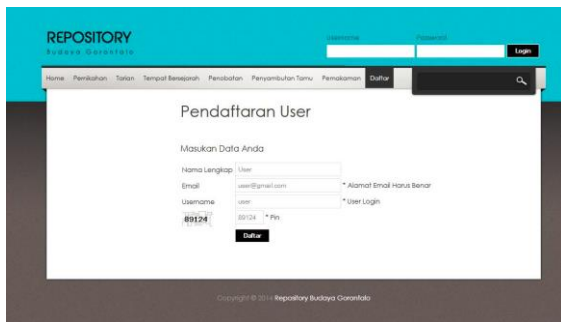 REPOSITORY
Budaya Gorontalo
Username
Password
Login
Home Pernikahan Tarian Tempat Bersejarah Penobatan Penyambutan Tamu Pemakaman Daftar
Pendaftaran User
Masukan Data Anda
Nama Lengkap User
Email user@gmail.com * Alamat Email Harus Benar
Username user * User Login
89124 89124 * Pin
Daftar
Copyright © 2014 Repository Budaya Gorontalo